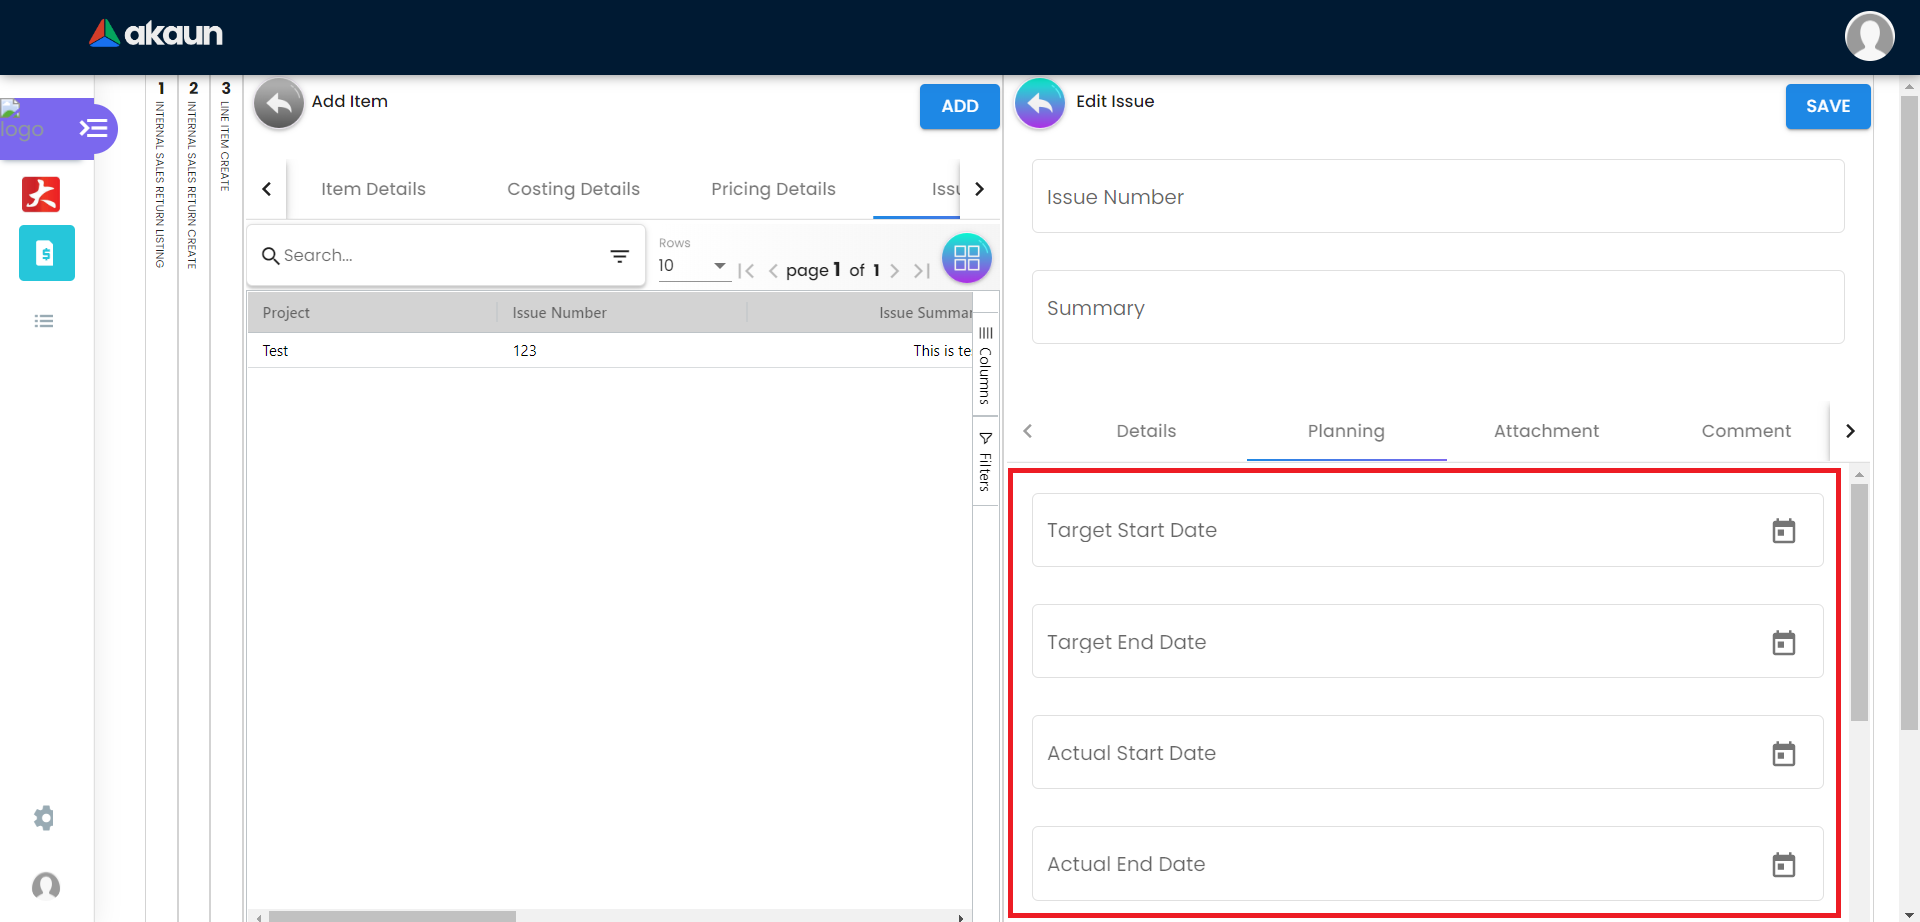 akaun
logo
1 INTERNAL SALES RETURN LISTING
2 INTERNAL SALES RETURN CREATE
3 LINE ITEM CREATE
Add Item
ADD
Item Details
Costing Details
Pricing Details
Issu
Search...
Rows
10
page 1 of 1
Project
Issue Number
Issue Summar
Test
123
This is te
Columns
Filters
Edit Issue
SAVE
Issue Number
Summary
Details
Planning
Attachment
Comment
Target Start Date
Target End Date
Actual Start Date
Actual End Date